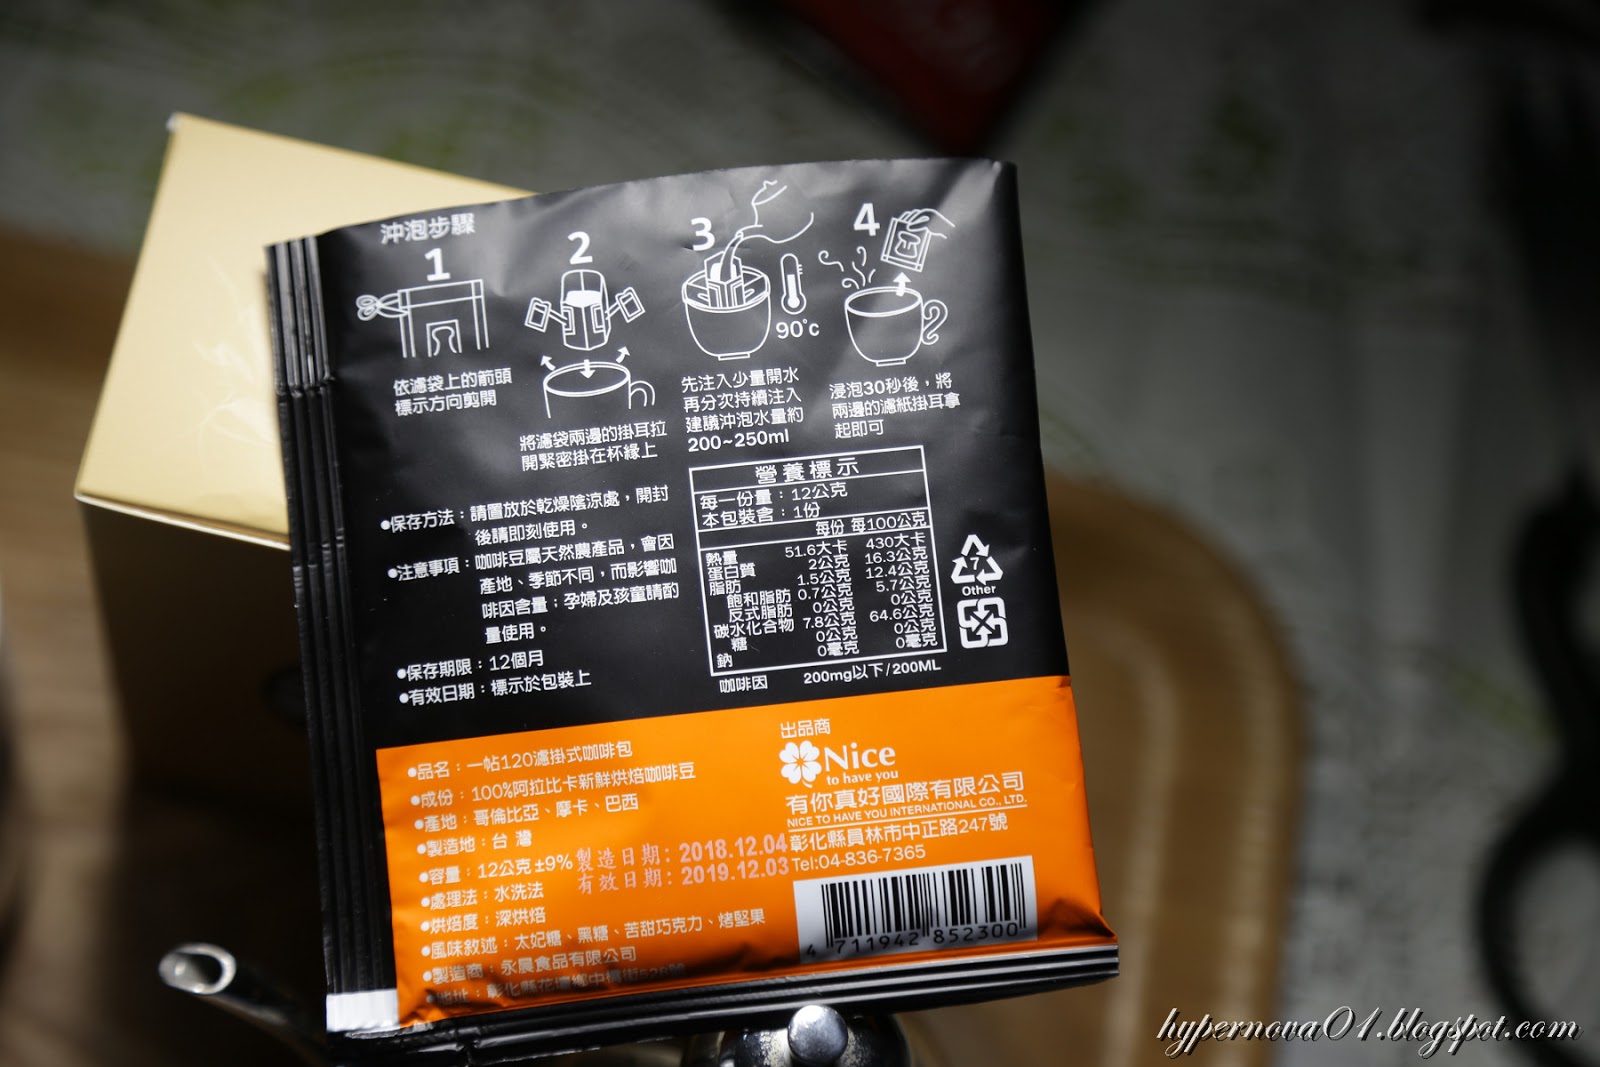 沖泡步驟
1
依濾袋上的箭頭
標示方向剪開
2
將濾袋兩邊的掛耳拉
開緊密掛在杯緣上
3
90°c
先注入少量開水
再分次持續注入
建議沖泡水量約
200~250ml
4
浸泡30秒後，將
兩邊的濾紙掛耳拿
起即可
●保存方法：請置放於乾燥陰涼處，開封
後請即刻使用。
●注意事項：咖啡豆屬天然農產品，會因
產地、季節不同，而影響咖
啡因含量；孕婦及孩童請酌
量使用。
●保存期限：12個月
●有效日期：標示於包裝上
營養標示
每一份量：12公克
本包裝含：1份
每份 每100公克
熱量 51.6大卡 430大卡
蛋白質 2公克 16.3公克
脂肪 1.5公克 12.4公克
飽和脂肪 0.7公克 5.7公克
反式脂肪 0公克 0公克
碳水化合物 7.8公克 64.6公克
糖 0公克 0公克
鈉 0毫克 0毫克
咖啡因 200mg以下/200ML
7
Other
●品名：一帖120濾掛式咖啡包
●成份：100%阿拉比卡新鮮烘焙咖啡豆
●產地：哥倫比亞、摩卡、巴西
●製造地：台灣
●容量：12公克±9%
●處理法：水洗法
●烘焙度：深烘焙
●風味敘述：太妃糖、黑糖、苦甜巧克力、烤堅果
●製造商：永晨食品有限公司
●地址：彰化縣花壇鄉中橋街626號
製造日期：2018.12.04
有效日期：2019.12.03
出品商
Nice
to have you
有你真好國際有限公司
NICE TO HAVE YOU INTERNATIONAL CO., LTD.
彰化縣員林市中正路247號
Tel:04-836-7365
4 711942 852300
hypernova01.blogspot.com